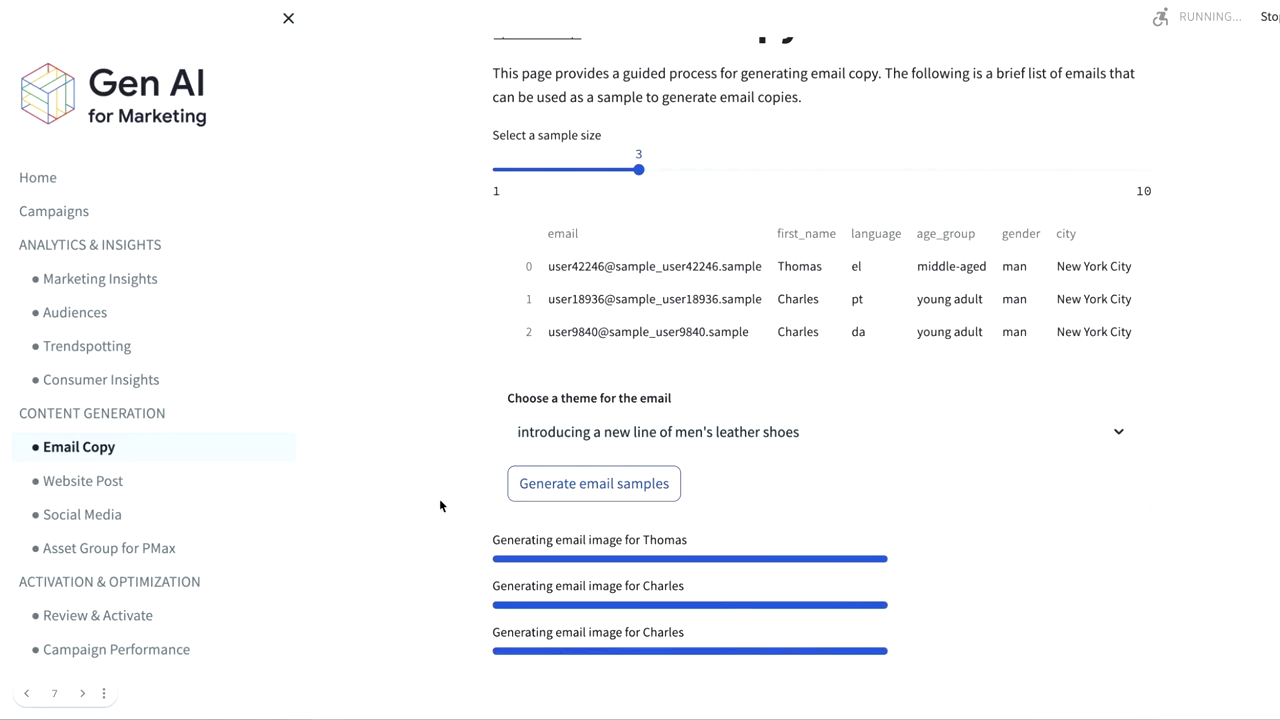 RUNNING...
Gen AI
for Marketing
Home
Campaigns
ANALYTICS & INSIGHTS
Marketing Insights
Audiences
Trendspotting
Consumer Insights
CONTENT GENERATION
Email Copy
Website Post
Social Media
Asset Group for PMax
ACTIVATION & OPTIMIZATION
Review & Activate
Campaign Performance
7
This page provides a guided process for generating email copy. The following is a brief list of emails that
can be used as a sample to generate email copies.
Select a sample size
3
1 10
email first_name language age_group gender city
0 user42246@sample_user42246.sample Thomas el middle-aged man New York City
1 user18936@sample_user18936.sample Charles pt young adult man New York City
2 user9840@sample_user9840.sample Charles da young adult man New York City
Choose a theme for the email
introducing a new line of men's leather shoes
Generate email samples
Generating email image for Thomas
Generating email image for Charles
Generating email image for Charles